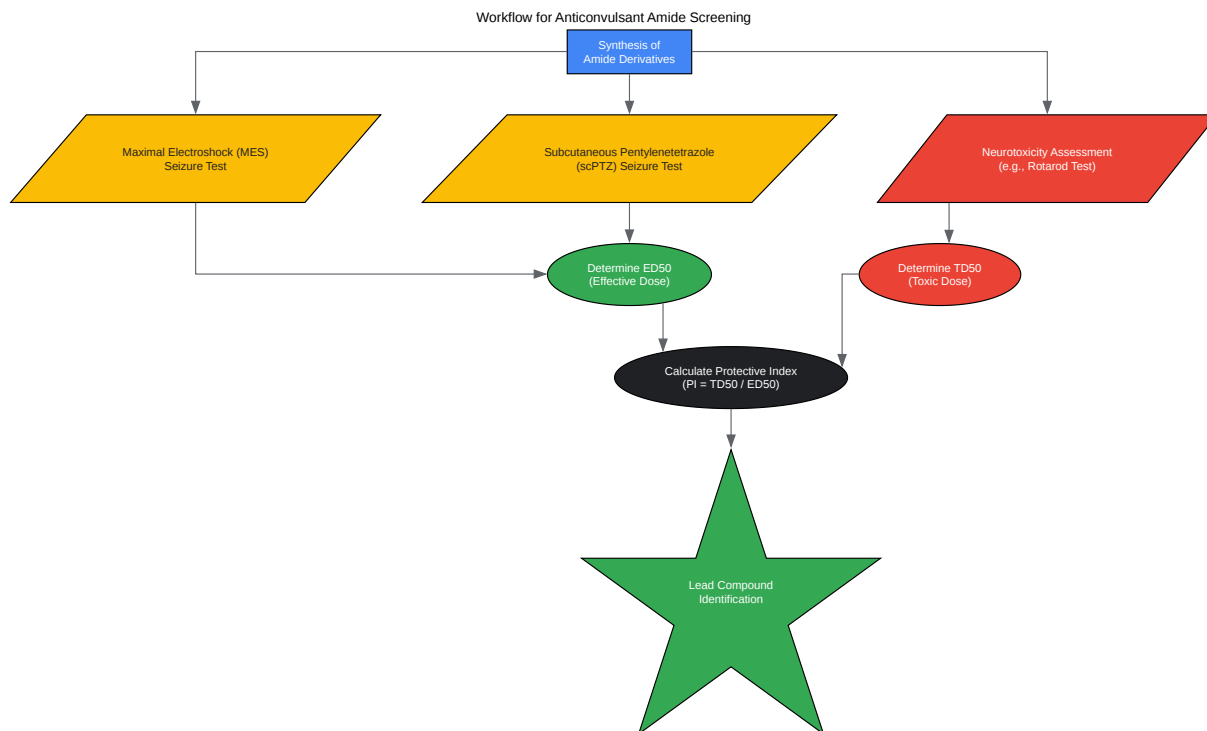 Workflow for Anticonvulsant Amide Screening
Synthesis of
Amide Derivatives
Maximal Electroshock (MES)
Seizure Test
Subcutaneous Pentylenetetrazole
(scPTZ) Seizure Test
Neurotoxicity Assessment
(e.g., Rotarod Test)
Determine ED50
(Effective Dose)
Determine TD50
(Toxic Dose)
Calculate Protective Index
(PI = TD50 / ED50)
Lead Compound
Identification